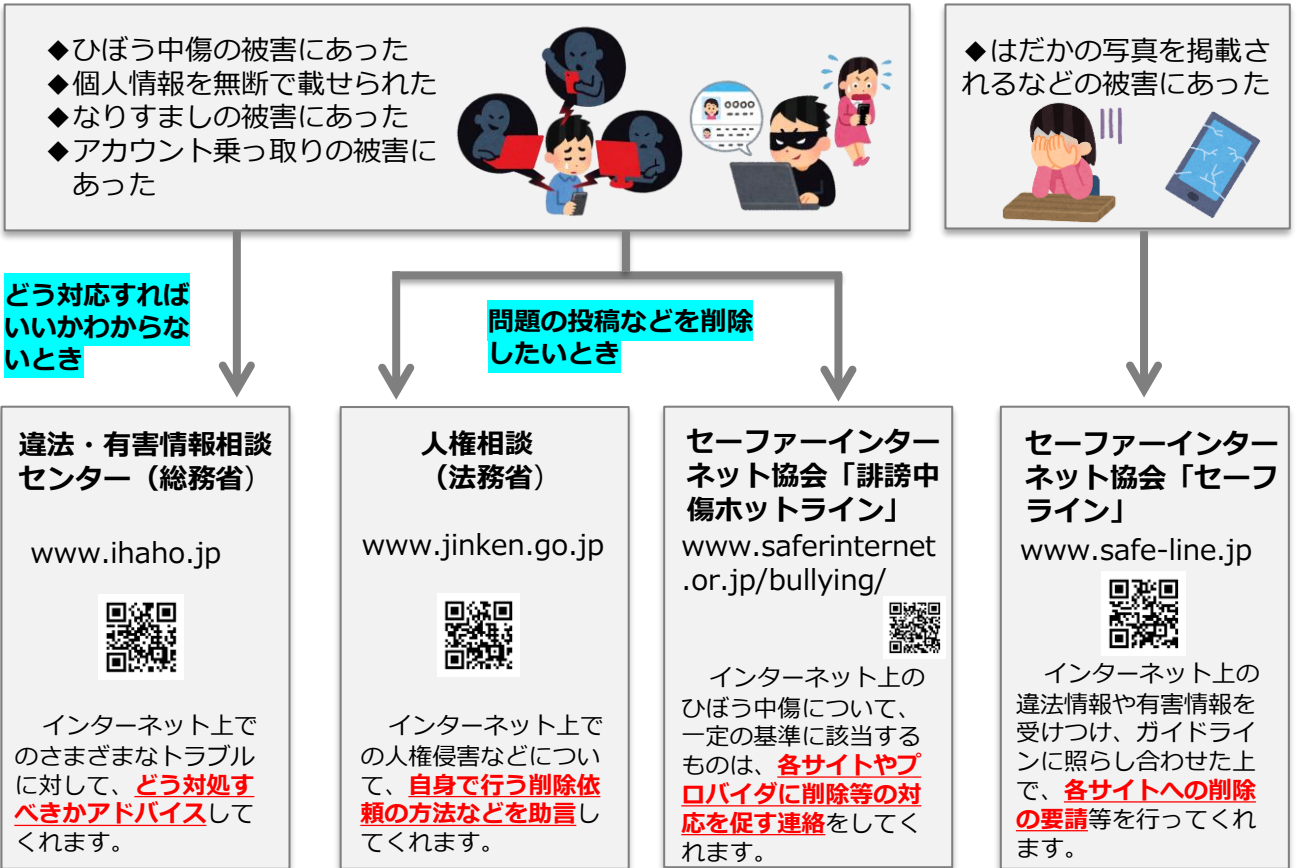 ◆ひぼう中傷の被害にあった
◆個人情報を無断で載せられた
◆なりすましの被害にあった
◆アカウント乗っ取りの被害に
あった
◆はだかの写真を掲載さ
れるなどの被害にあった
どう対応すれば
いいかわからな
いとき
問題の投稿などを削除
したいとき
違法・有害情報相談
センター（総務省）
www.ihaho.jp
インターネット上で
のさまざまなトラブル
に対して、どう対処す
べきかアドバイスして
くれます。
人権相談
（法務省）
www.jinken.go.jp
インターネット上で
の人権侵害などについ
て、自身で行う削除依
頼の方法などを助言し
てくれます。
セーファーインター
ネット協会「誹謗中
傷ホットライン」
www.saferinternet
.or.jp/bullying/
インターネット上の
ひぼう中傷について、
一定の基準に該当する
ものは、各サイトやプ
ロバイダに削除等の対
応を促す連絡をしてく
れます。
セーファーインター
ネット協会「セーフ
ライン」
www.safe-line.jp
インターネット上の
違法情報や有害情報を
受けつけ、ガイドライ
ンに照らし合わせた上
で、各サイトへの削除
の要請等を行ってくれ
ます。